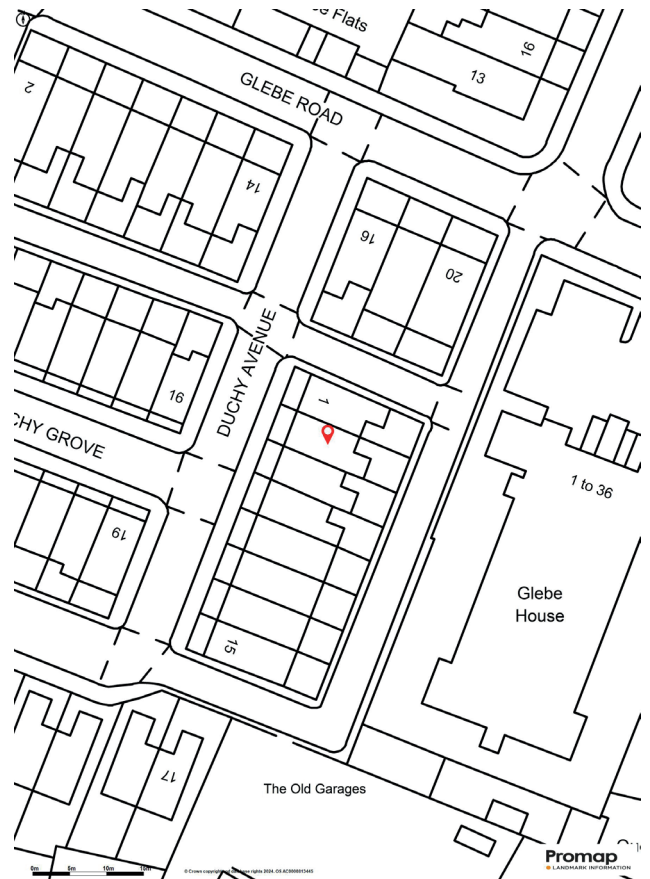 Flats
16
13
GLEBE ROAD
2
14
16
20
DUCHY AVENUE
16
CHY GROVE
1
1 to 36
19
Glebe
House
15
17
The Old Garages
0m 5m 10m 15m
© Crown copyright and database rights 2024. OS AC0000813445
Promap
LANDMARK INFORMATION